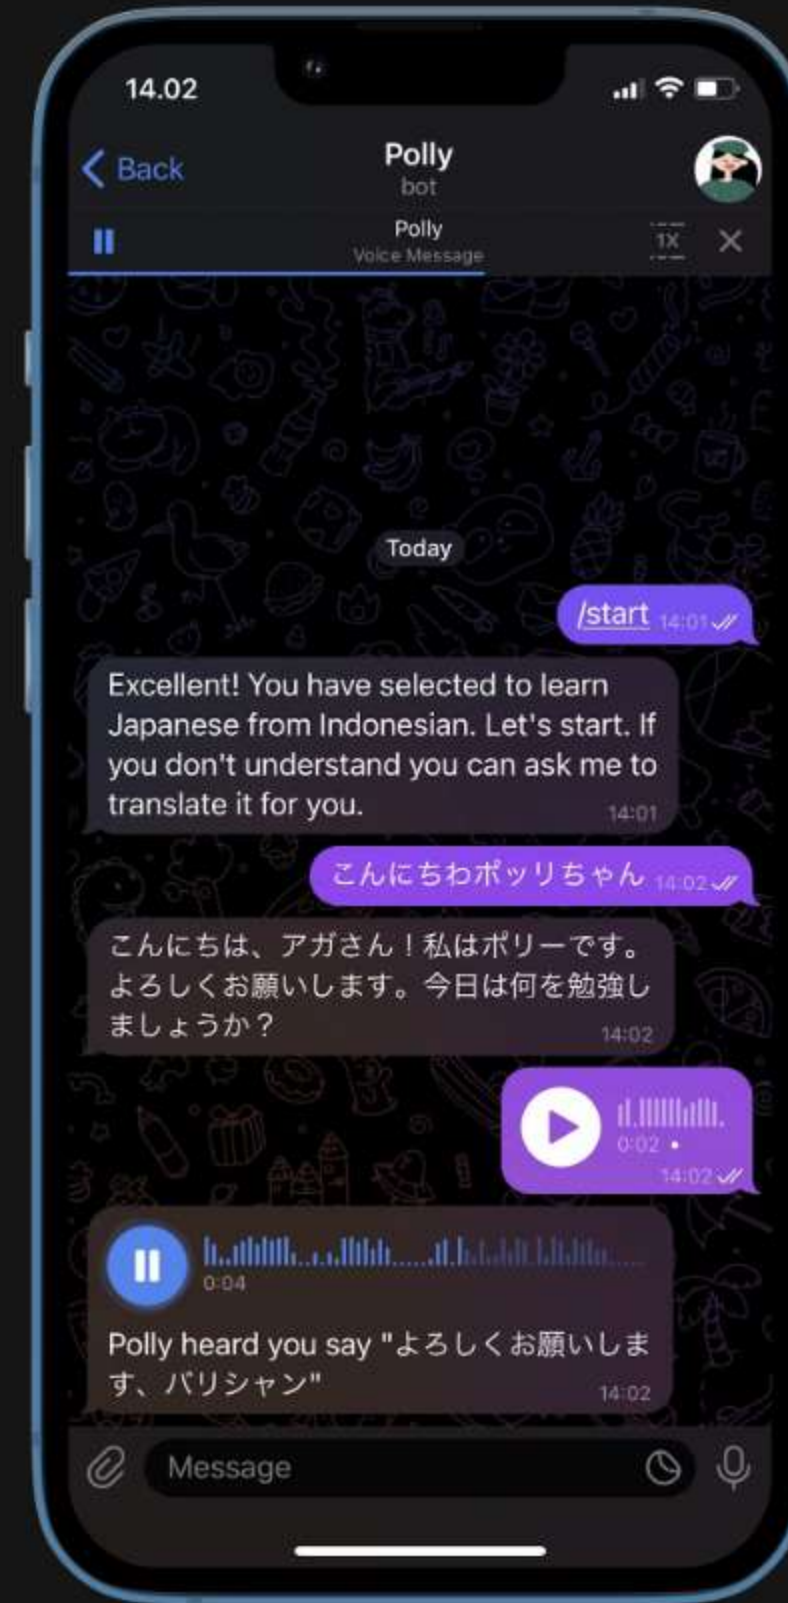 14.02
Back
Polly
bot
Polly
Voice Message
1X
Today
/start 14:01
Excellent! You have selected to learn
Japanese from Indonesian. Let's start. If
you don't understand you can ask me to
translate it for you.
14:01
こんにちわポッリちゃん 14:02
こんにちは、アガさん！私はポリーです。
よろしくお願いします。今日は何を勉強し
ましょうか？
14:02
0:02
14:02
0:04
Polly heard you say "よろしくお願いしま
す、バリシャン"
14:02
Message